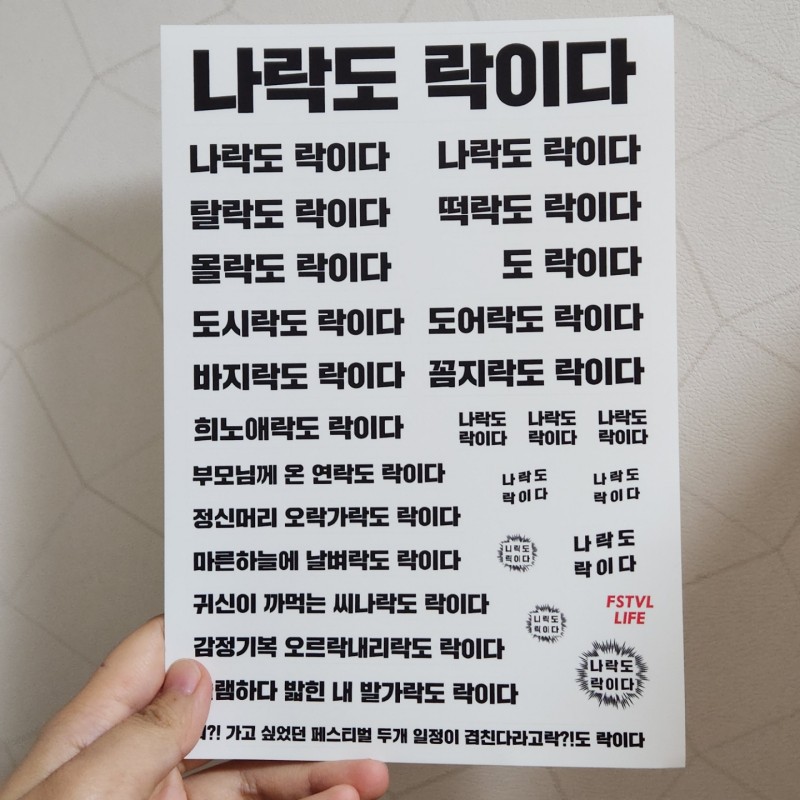 나락도 락이다
나락도 락이다 나락도 락이다
탈락도 락이다 떡락도 락이다
몰락도 락이다 도 락이다
도시락도 락이다 도어락도 락이다
바지락도 락이다 꼼지락도 락이다
희노애락도 락이다
나락도 나락도 나락도
락이다 락이다 락이다
부모님께 온 연락도 락이다
나락도 나락도
락이다 락이다
정신머리 오락가락도 락이다
마른하늘에 날벼락도 락이다
나락도
락이다
나락도
락이다
귀신이 까먹는 씨나락도 락이다
나락도
락이다
FSTVL
LIFE
감정기복 오르락내리락도 락이다
나락도
락이다
밟힌 내 발가락도 락이다
가고 싶었던 페스티벌 두개 일정이 겹친다라고락?!도 락이다